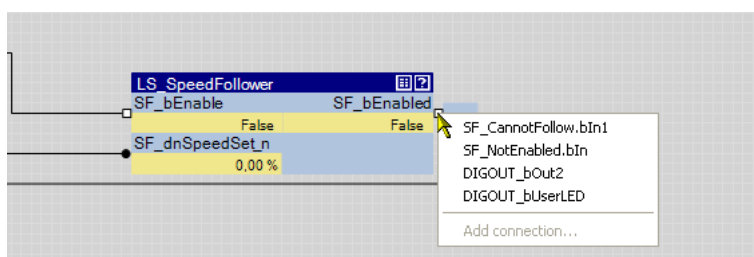 LS_SpeedFollower
SF_bEnable SF_bEnabled
False False
SF_dnSpeedSet_n
0,00 %
SF_CannotFollow.bIn1
SF_NotEnabled.bIn
DIGOUT_bOut2
DIGOUT_bUserLED
Add connection...